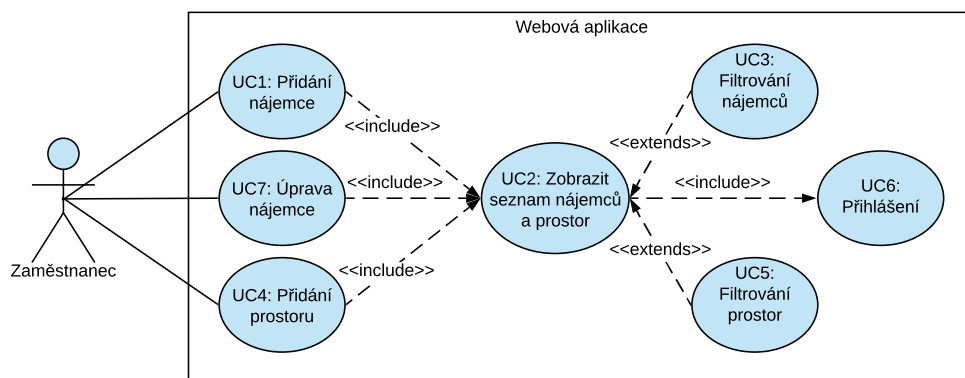 Webová aplikace
UC1: Přidání
nájemce
<<include>>
UC7: Úprava
nájemce
<<include>>
UC4: Přidání
prostoru
<<include>>
Zaměstnanec
UC2: Zobrazit
seznam nájemců
a prostor
UC3:
Filtrování
nájemců
<<extends>>
<<include>>
UC6:
Přihlášení
<<extends>>
UC5:
Filtrování
prostor